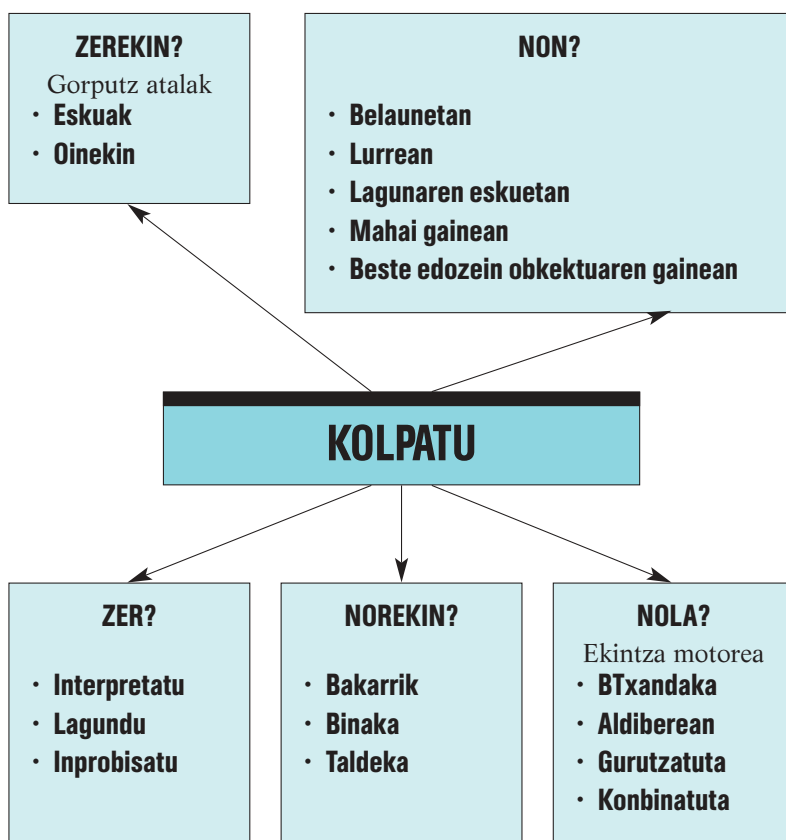 ZEREKIN?
Gorputz atalak
· Eskuak
· Oinekin
NON?
· Belaunetan
· Lurrean
· Lagunaren eskuetan
· Mahai gainean
· Beste edozein obkektuaren gainean
KOLPATU
ZER?
· Interpretatu
· Lagundu
· Inprobisatu
NOREKIN?
· Bakarrik
· Binaka
· Taldeka
NOLA?
Ekintza motorea
· BTxandaka
· Aldiberean
· Gurutzatuta
· Konbinatuta